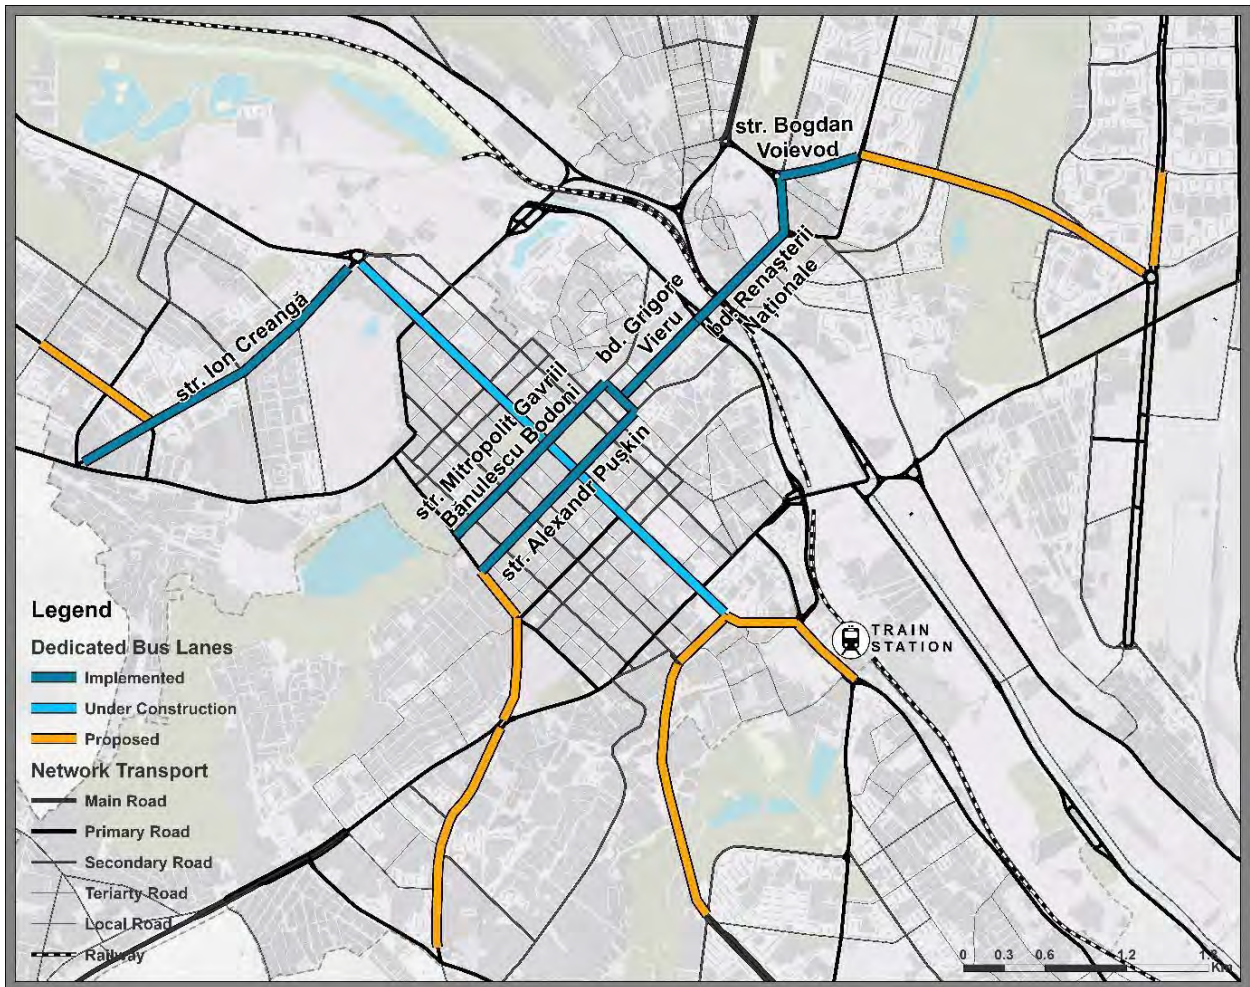 str. Bogdan
Voievod
str. Ion Creangă
bd. Grigore
Vieru
bd. Renașterii
Naționale
str. Mitropolit Gavriil
Bănulescu Bodoni
str. Alexandr Pușkin
TRAIN
STATION
Legend
Dedicated Bus Lanes
Implemented
Under Construction
Proposed
Network Transport
Main Road
Primary Road
Secondary Road
Teriarty Road
Local Road
Railway
0 0.3 0.6 1.2
Km